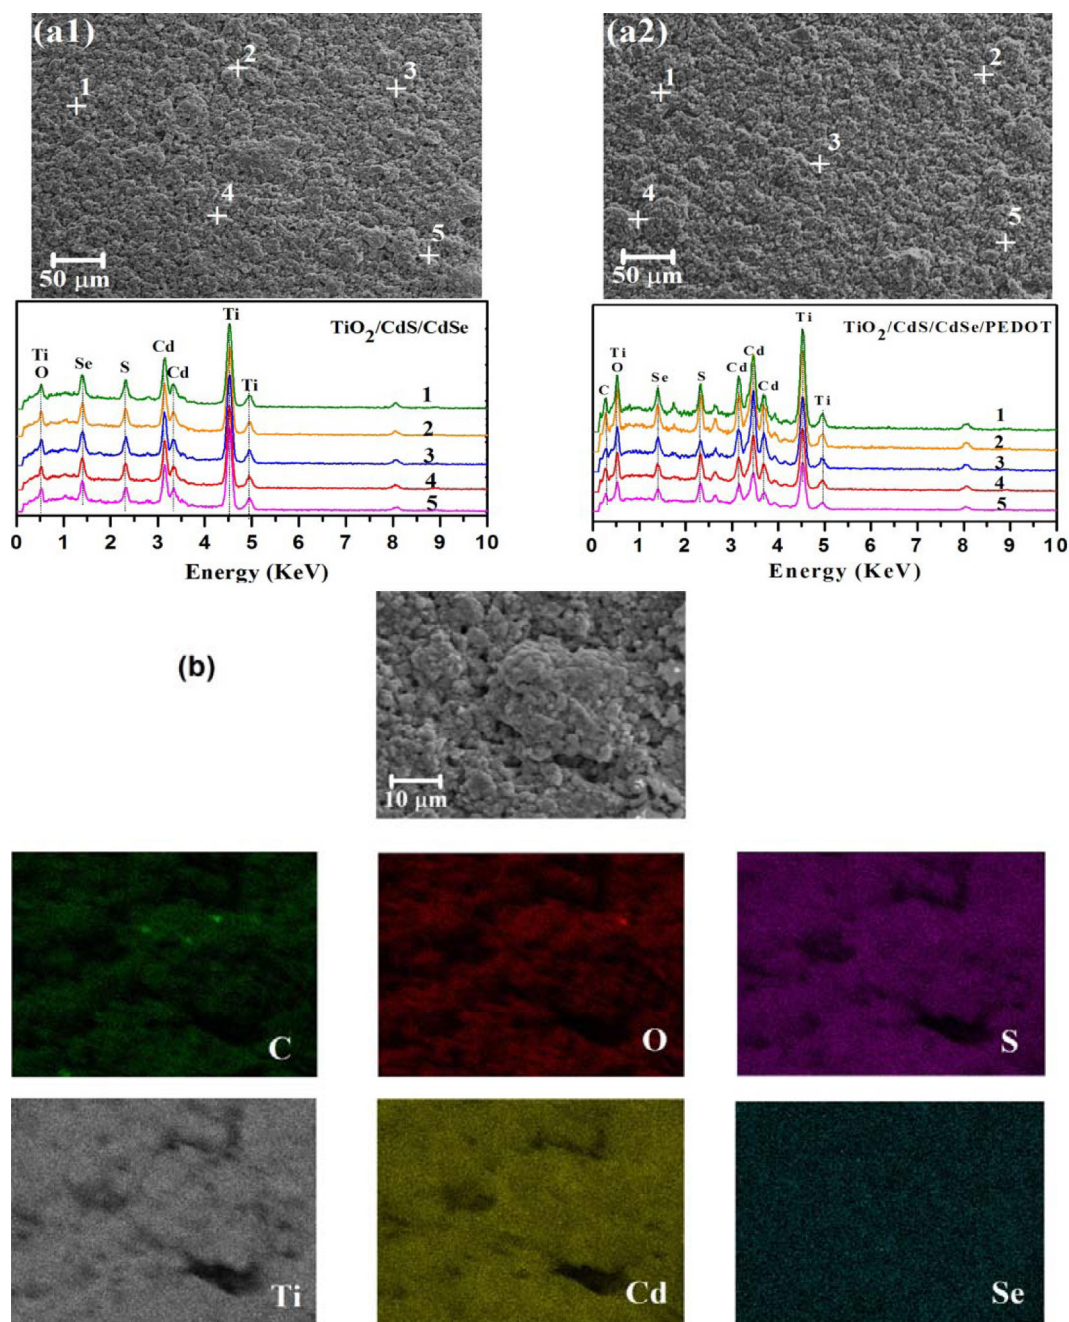 (a1)
1
2
3
4
5
50 μm
(a2)
1
2
3
4
5
50 μm
TiO2/CdS/CdSe
Ti
O
Se
S
Cd
Cd
Ti
Ti
1
2
3
4
5
0 1 2 3 4 5 6 7 8 9 10
Energy (KeV)
TiO2/CdS/CdSe/PEDOT
C
Ti
O
Se
S
Cd
Cd
Cd
Ti
Ti
1
2
3
4
5
0 1 2 3 4 5 6 7 8 9 10
Energy (KeV)
(b)
10 μm
C
O
S
Ti
Cd
Se